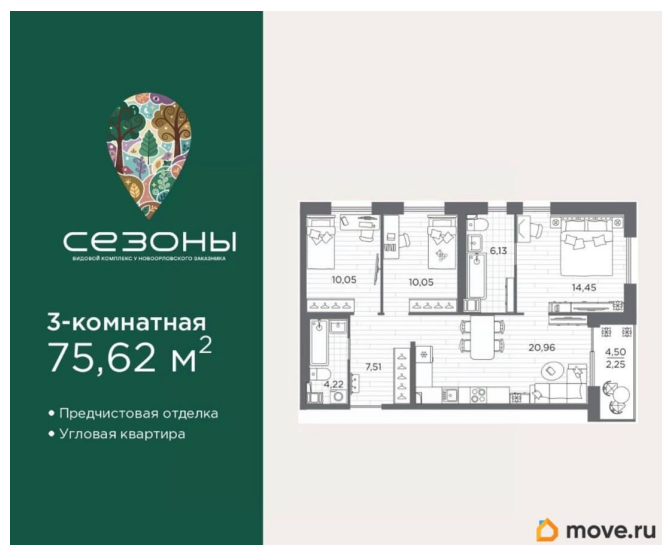 сезоны
ВИДОВОЙ КОМПЛЕКС У НОВООРЛОВСКОГО ЗАКАЗНИКА
3-комнатная
75,62 м²
• Предчистовая отделка
• Угловая квартира
10.05
10.05
6.13
14.45
4.22
7.51
20.96
4.50
2.25
move.ru